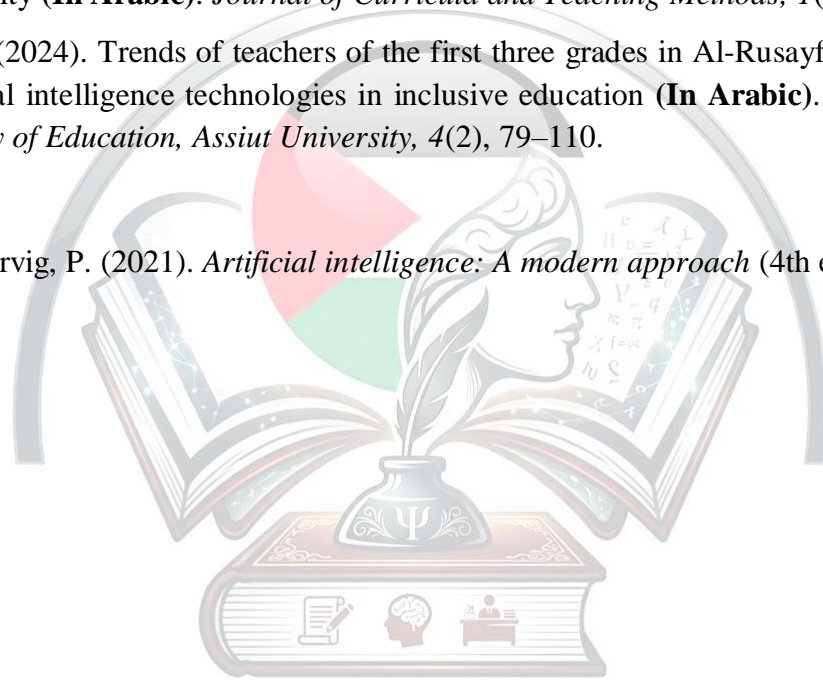 ity (In Arabic). Journal of Curricula and Teaching Methods, 1(
(2024). Trends of teachers of the first three grades in Al-Rusayf
al intelligence technologies in inclusive education (In Arabic).
y of Education, Assiut University, 4(2), 79–110.
rvig, P. (2021). Artificial intelligence: A modern approach (4th e
Ψ